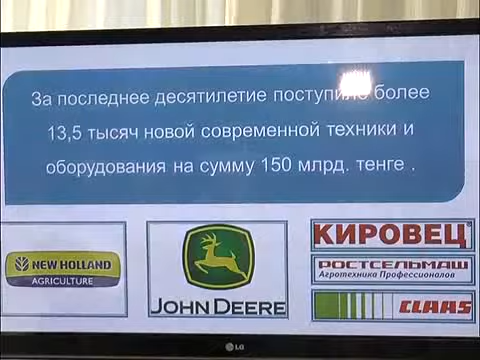 За последнее десятилетие поступило более
13,5 тысяч новой современной техники и
оборудования на сумму 150 млрд. тенге .
NEW HOLLAND
AGRICULTURE
JOHN DEERE
КИРОВЕЦ®
РОСТСЕЛЬМАШ
Агротехника Профессионалов
CLAAS
LG